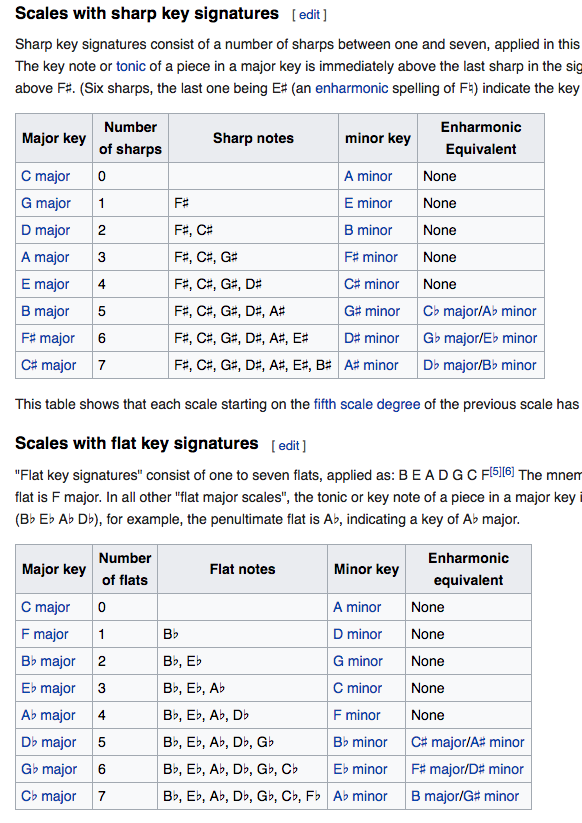 Scales with sharp key signatures [ edit ]
Sharp key signatures consist of a number of sharps between one and seven, applied in this
The key note or tonic of a piece in a major key is immediately above the last sharp in the sig
above F♯. (Six sharps, the last one being E♯ (an enharmonic spelling of F♮) indicate the key
Major key Number of sharps Sharp notes minor key Enharmonic Equivalent
C major 0 A minor None
G major 1 F♯ E minor None
D major 2 F♯, C♯ B minor None
A major 3 F♯, C♯, G♯ F♯ minor None
E major 4 F♯, C♯, G♯, D♯ C♯ minor None
B major 5 F♯, C♯, G♯, D♯, A♯ G♯ minor C♭ major/A♭ minor
F♯ major 6 F♯, C♯, G♯, D♯, A♯, E♯ D♯ minor G♭ major/E♭ minor
C♯ major 7 F♯, C♯, G♯, D♯, A♯, E♯, B♯ A♯ minor D♭ major/B♭ minor
This table shows that each scale starting on the fifth scale degree of the previous scale has
Scales with flat key signatures [ edit ]
"Flat key signatures" consist of one to seven flats, applied as: B E A D G C F[5][6] The mnem
flat is F major. In all other "flat major scales", the tonic or key note of a piece in a major key i
(B♭ E♭ A♭ D♭), for example, the penultimate flat is A♭, indicating a key of A♭ major.
Major key Number of flats Flat notes Minor key Enharmonic equivalent
C major 0 A minor None
F major 1 B♭ D minor None
B♭ major 2 B♭, E♭ G minor None
E♭ major 3 B♭, E♭, A♭ C minor None
A♭ major 4 B♭, E♭, A♭, D♭ F minor None
D♭ major 5 B♭, E♭, A♭, D♭, G♭ B♭ minor C♯ major/A♯ minor
G♭ major 6 B♭, E♭, A♭, D♭, G♭, C♭ E♭ minor F♯ major/D♯ minor
C♭ major 7 B♭, E♭, A♭, D♭, G♭, C♭, F♭ A♭ minor B major/G♯ minor